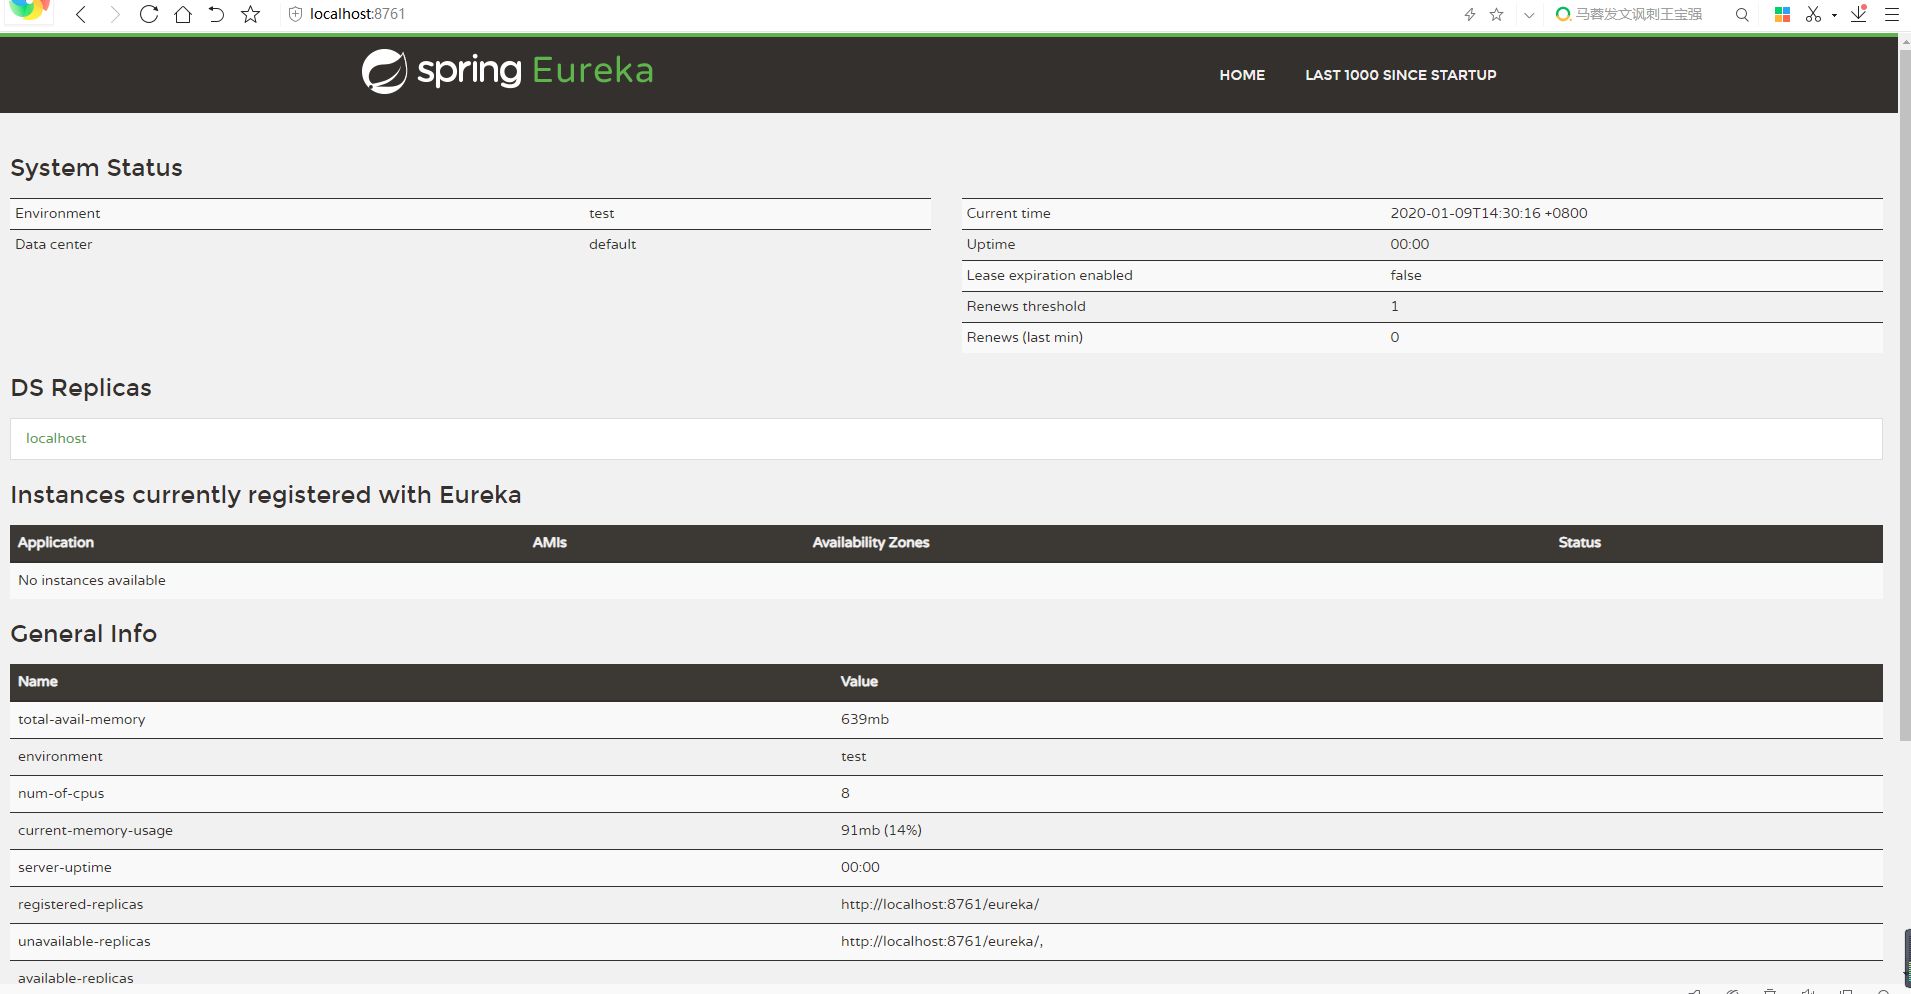 localhost:8761
马蓉发文讽刺王宝强
spring Eureka
HOME
LAST 1000 SINCE STARTUP
System Status
Environment test
Data center default
Current time 2020-01-09T14:30:16 +0800
Uptime 00:00
Lease expiration enabled false
Renews threshold 1
Renews (last min) 0
DS Replicas
localhost
Instances currently registered with Eureka
Application AMIs Availability Zones Status
No instances available
General Info
Name Value
total-avail-memory 639mb
environment test
num-of-cpus 8
current-memory-usage 91mb (14%)
server-uptime 00:00
registered-replicas http://localhost:8761/eureka/
unavailable-replicas http://localhost:8761/eureka/,
available-replicas